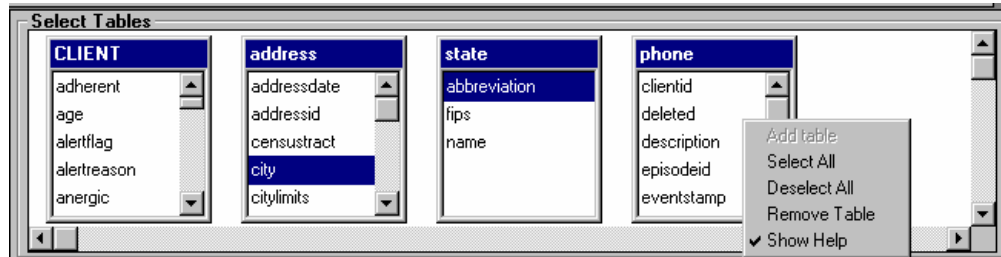 Select Tables
CLIENT
adherent
age
alertflag
alertreason
anergic
address
addressdate
addressid
censustract
city
citylimits
state
abbreviation
fips
name
phone
clientid
deleted
description
episodeid
eventstamp
Add table
Select All
Deselect All
Remove Table
Show Help